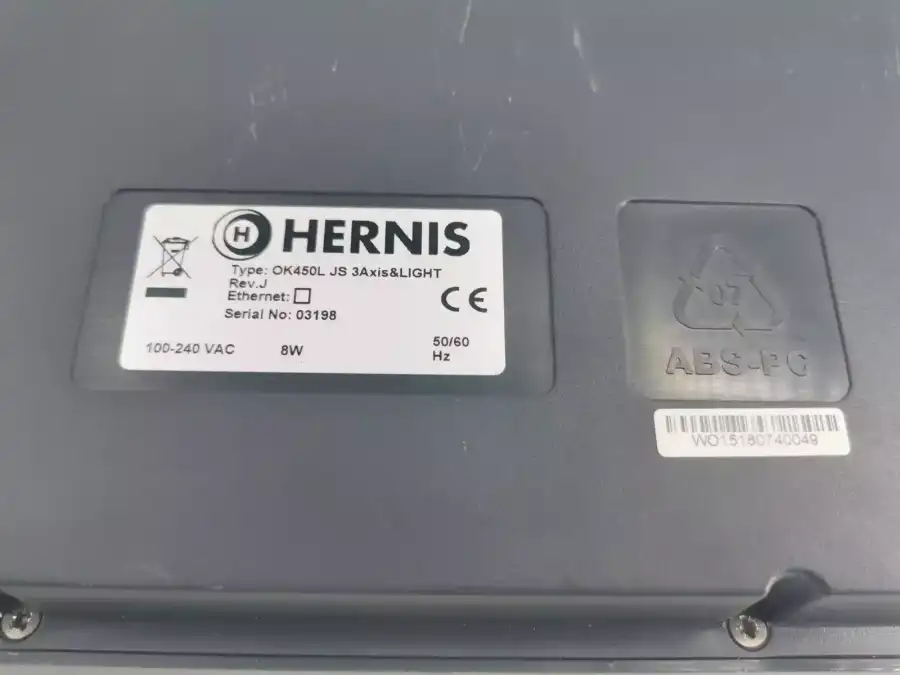 H HERNIS
Type: OK450L JS 3Axis&LIGHT
Rev.J
Ethernet:
Serial No: 03198
CE
100-240 VAC 8W 50/60
Hz
07
ABS-PC
WO15180740049